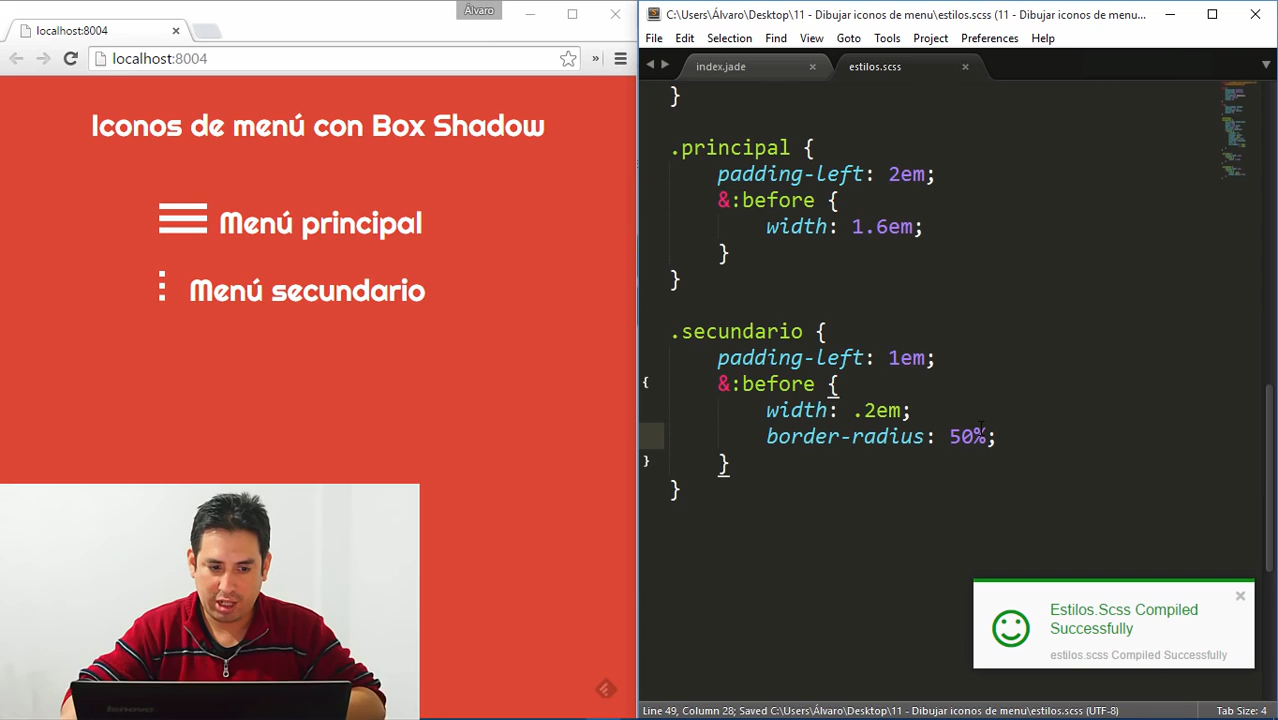 Álvaro
localhost:8004
localhost:8004
Iconos de menú con Box Shadow
Menú principal
Menú secundario
C:\Users\Álvaro\Desktop\11 - Dibujar iconos de menu\estilos.scss (11 - Dibujar iconos de menu...
File Edit Selection Find View Goto Tools Project Preferences Help
index.jade
estilos.scss
}
.principal {
padding-left: 2em;
&:before {
width: 1.6em;
}
}
.secundario {
padding-left: 1em;
&:before {
width: .2em;
border-radius: 50%;
}
}
Estilos.Scss Compiled
Successfully
estilos.scss Compiled Successfully
Line 49, Column 28; Saved C:\Users\Álvaro\Desktop\11 - Dibujar iconos de menu\estilos.scss (UTF-8)
Tab Size: 4